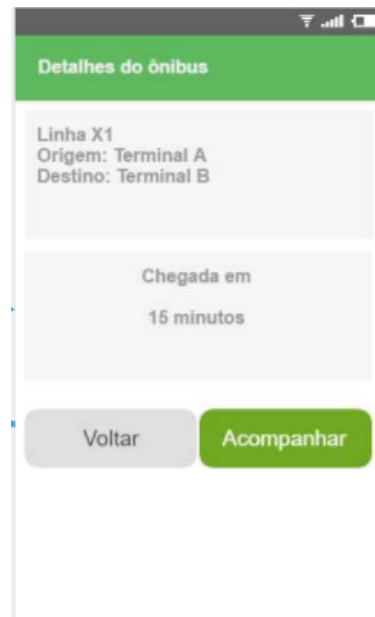 Detalhes do ônibus
Linha X1
Origem: Terminal A
Destino: Terminal B
Chegada em
15 minutos
Voltar
Acompanhar